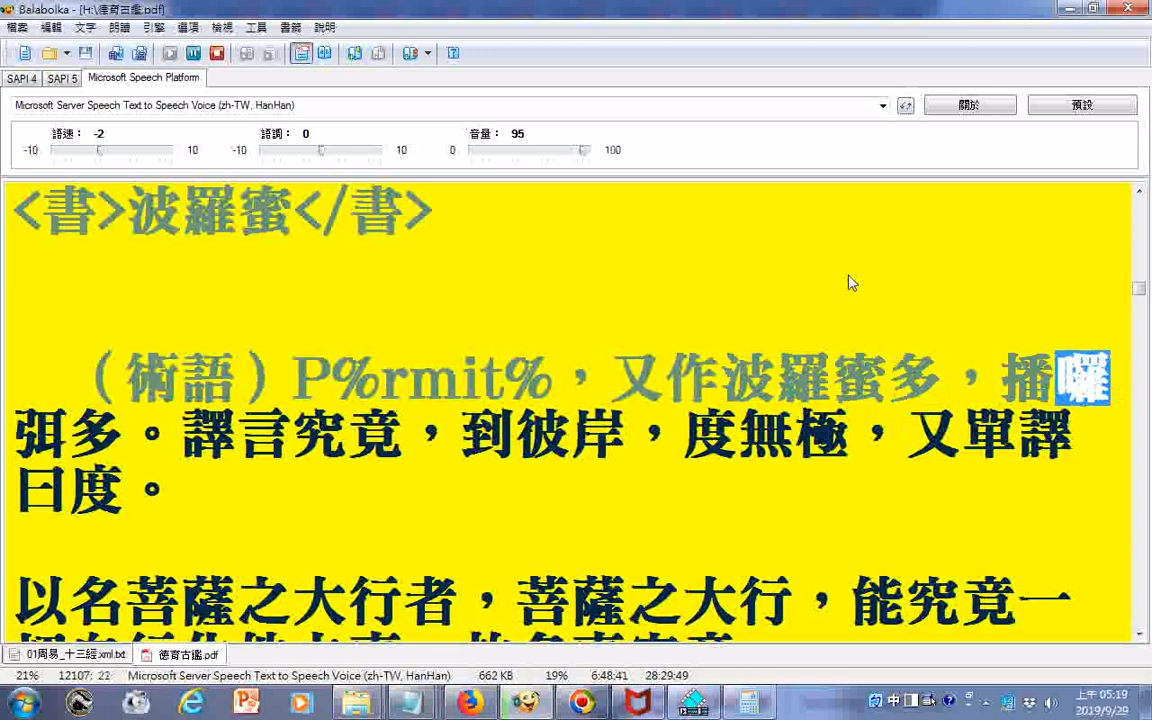 Balabolka - [H:\德育古鑑.pdf]
檔案 編輯 文字 朗讀 引擎 選項 檢視 工具 書籤 說明
SAPI 4 SAPI 5 Microsoft Speech Platform
Microsoft Server Speech Text to Speech Voice (zh-TW, HanHan) 關於 預設
語速： -2 語調： 0 音量： 95
-10 10 -10 10 0 100
<書>波羅蜜</書>
（術語）P%rmit%，又作波羅蜜多，播囉
弭多。譯言究竟，到彼岸，度無極，又單譯
曰度。
以名菩薩之大行者，菩薩之大行，能究竟一
01周易_十三經.xml.txt 德育古鑑.pdf
21% 12107: 22 Microsoft Server Speech Text to Speech Voice (zh-TW, HanHan) 662 KB 19% 6:48:41 28:29:49
中 上午 05:19
2019/9/29